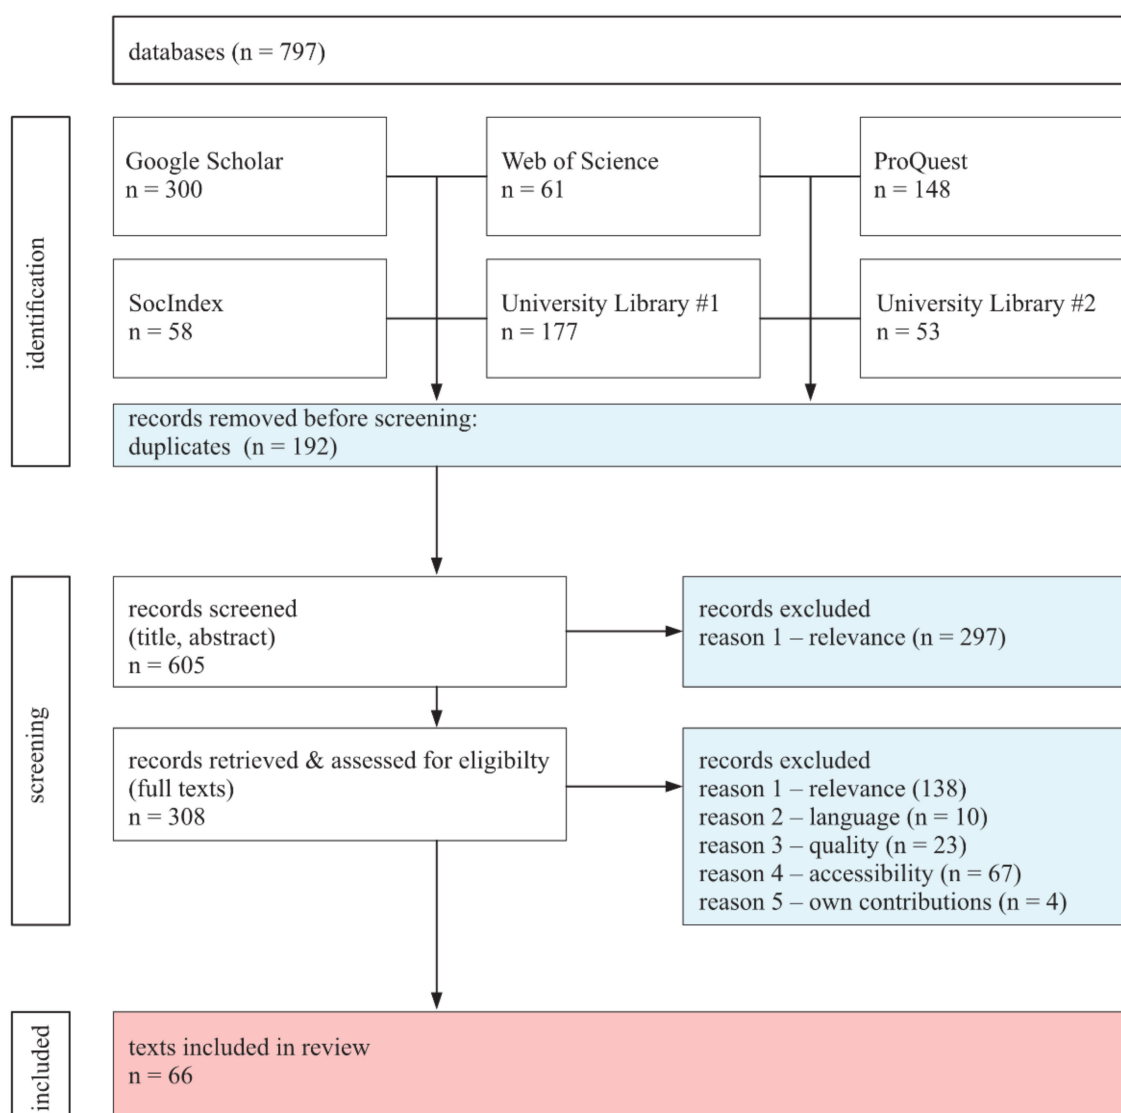 databases (n = 797)
identification
Google Scholar
n = 300
Web of Science
n = 61
ProQuest
n = 148
SocIndex
n = 58
University Library #1
n = 177
University Library #2
n = 53
records removed before screening:
duplicates (n = 192)
screening
records screened
(title, abstract)
n = 605
records excluded
reason 1 – relevance (n = 297)
records retrieved & assessed for eligibilty
(full texts)
n = 308
records excluded
reason 1 – relevance (138)
reason 2 – language (n = 10)
reason 3 – quality (n = 23)
reason 4 – accessibility (n = 67)
reason 5 – own contributions (n = 4)
included
texts included in review
n = 66